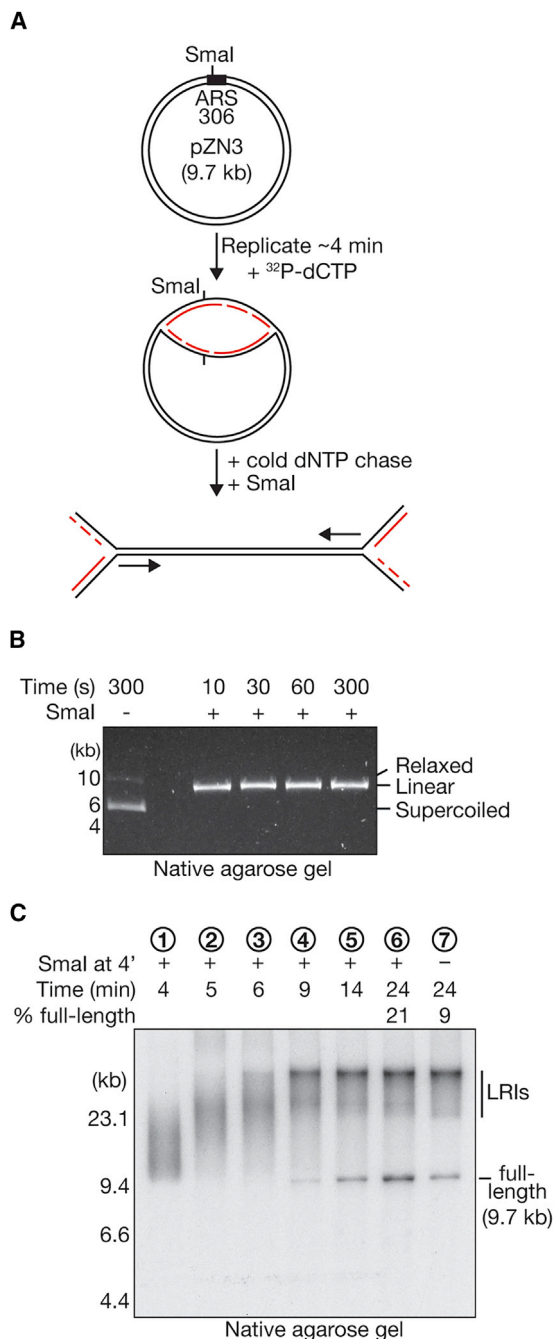 A
SmaI
ARS
306
pZN3
(9.7 kb)
Replicate ~4 min
+ ³²P-dCTP
SmaI
+ cold dNTP chase
+ SmaI
B
Time (s) 300 10 30 60 300
SmaI - + + + +
(kb)
10
6
4
Relaxed
Linear
Supercoiled
Native agarose gel
C
① ② ③ ④ ⑤ ⑥ ⑦
SmaI at 4' + + + + + + −
Time (min) 4 5 6 9 14 24 24
% full-length 21 9
(kb)
23.1
9.4
6.6
4.4
LRIs
full-
length
(9.7 kb)
Native agarose gel